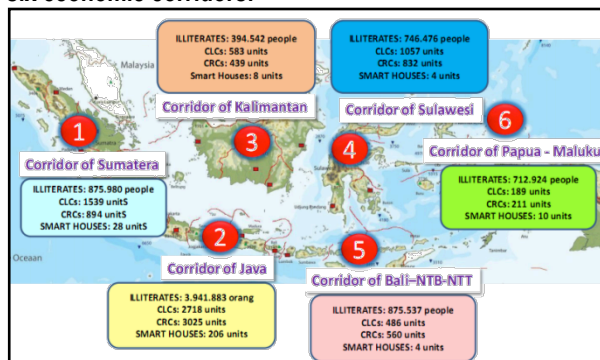 ILLITERATES: 394.542 people
CLCs: 583 units
CRCs: 439 units
Smart Houses: 8 units
ILLITERATES: 746.476 people
CLCs: 1057 units
CRCs: 832 units
SMART HOUSES: 4 units
Malaysia
Corridor of Kalimantan
Corridor of Sulawesi
6
1
3
4
Corridor of Sumatera
Corridor of Papua - Maluku
ILLITERATES: 875.980 people
CLCs: 1539 unitS
CRCs: 894 unitS
SMART HOUSES: 28 unitS
ILLITERATES: 712.924 people
CLCs: 189 units
CRCs: 211 units
SMART HOUSES: 10 units
2
5
Oceaan
Corridor of Java
Corridor of Bali–NTB-NTT
ILLITERATES: 3.941.883 orang
CLCs: 2718 units
CRCs: 3025 units
SMART HOUSES: 206 units
ILLITERATES: 875.537 people
CLCs: 486 units
CRCs: 560 units
SMART HOUSES: 4 units